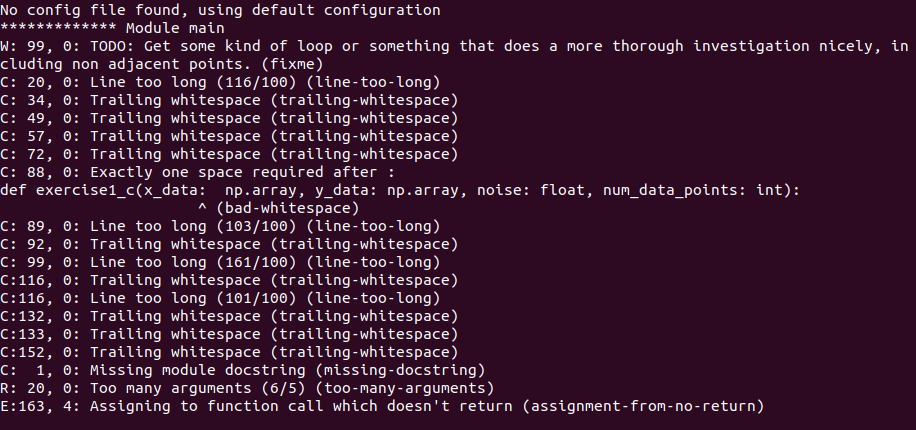 No config file found, using default configuration
************* Module main
W: 99, 0: TODO: Get some kind of loop or something that does a more thorough investigation nicely, in
cluding non adjacent points. (fixme)
C: 20, 0: Line too long (116/100) (line-too-long)
C: 34, 0: Trailing whitespace (trailing-whitespace)
C: 49, 0: Trailing whitespace (trailing-whitespace)
C: 57, 0: Trailing whitespace (trailing-whitespace)
C: 72, 0: Trailing whitespace (trailing-whitespace)
C: 88, 0: Exactly one space required after :
def exercise1_c(x_data:  np.array, y_data: np.array, noise: float, num_data_points: int):
                      ^ (bad-whitespace)
C: 89, 0: Line too long (103/100) (line-too-long)
C: 92, 0: Trailing whitespace (trailing-whitespace)
C: 99, 0: Line too long (161/100) (line-too-long)
C:116, 0: Trailing whitespace (trailing-whitespace)
C:116, 0: Line too long (101/100) (line-too-long)
C:132, 0: Trailing whitespace (trailing-whitespace)
C:133, 0: Trailing whitespace (trailing-whitespace)
C:152, 0: Trailing whitespace (trailing-whitespace)
C:  1, 0: Missing module docstring (missing-docstring)
R: 20, 0: Too many arguments (6/5) (too-many-arguments)
E:163, 4: Assigning to function call which doesn't return (assignment-from-no-return)